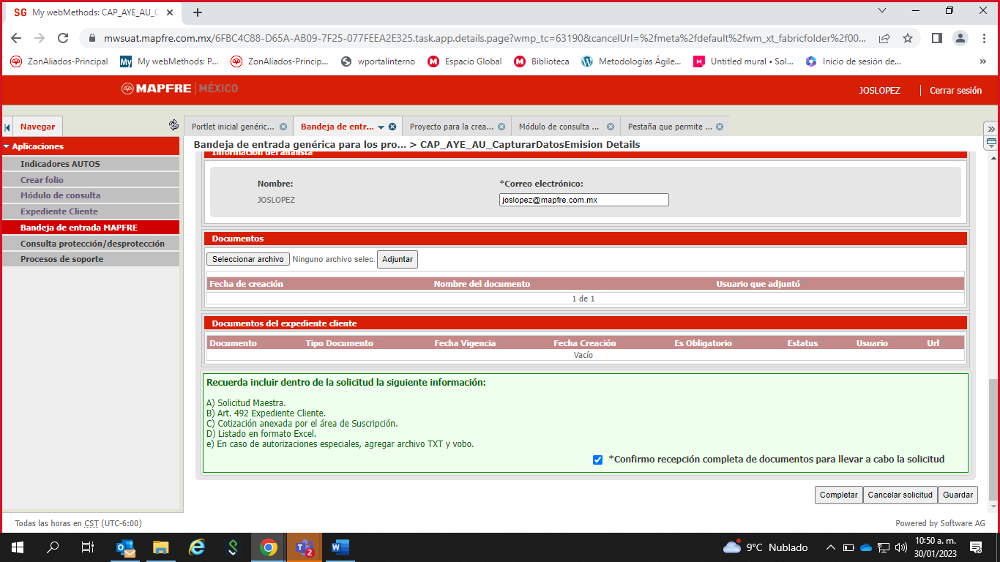 SG My webMethods: CAP_AYE_AU_C
mwsuat.mapfre.com.mx/6FBC4C88-D65A-AB09-7F25-077FEEA2E325.task.app.details.page?wmp_tc=63190&cancelUrl=%2fmeta%2fdefault%2fwm_xt_fabricfolder%2f00...
ZonAliados-Principal
My My webMethods: P...
ZonAliados-Princip...
wportalinterno
Espacio Global
Biblioteca
Metodologías Ágile...
Untitled mural • Sol...
Inicio de sesión de...
MAPFRE MÉXICO
JOSLOPEZ
Cerrar sesión
Navegar
Portlet inicial genéric...
Bandeja de entr...
Proyecto para la crea...
Módulo de consulta ...
Pestaña que permite ...
Aplicaciones
Indicadores AUTOS
Crear folio
Módulo de consulta
Expediente Cliente
Bandeja de entrada MAPFRE
Consulta protección/desprotección
Procesos de soporte
Bandeja de entrada genérica para los pro... > CAP_AYE_AU_CapturarDatosEmision Details
Información del analista
Nombre:
*Correo electrónico:
JOSLOPEZ
joslopez@mapfre.com.mx
Documentos
Seleccionar archivo Ninguno archivo selec. Adjuntar
Fecha de creación Nombre del documento Usuario que adjuntó
1 de 1
Documentos del expediente cliente
Documento Tipo Documento Fecha Vigencia Fecha Creación Es Obligatorio Estatus Usuario Url
Vacío
Recuerda incluir dentro de la solicitud la siguiente información:
A) Solicitud Maestra.
B) Art. 492 Expediente Cliente.
C) Cotización anexada por el área de Suscripción.
D) Listado en formato Excel.
e) En caso de autorizaciones especiales, agregar archivo TXT y vobo.
*Confirmo recepción completa de documentos para llevar a cabo la solicitud
Completar Cancelar solicitud Guardar
Todas las horas en CST (UTC-6:00)
Powered by Software AG
2
9°C Nublado
10:50 a. m.
30/01/2023